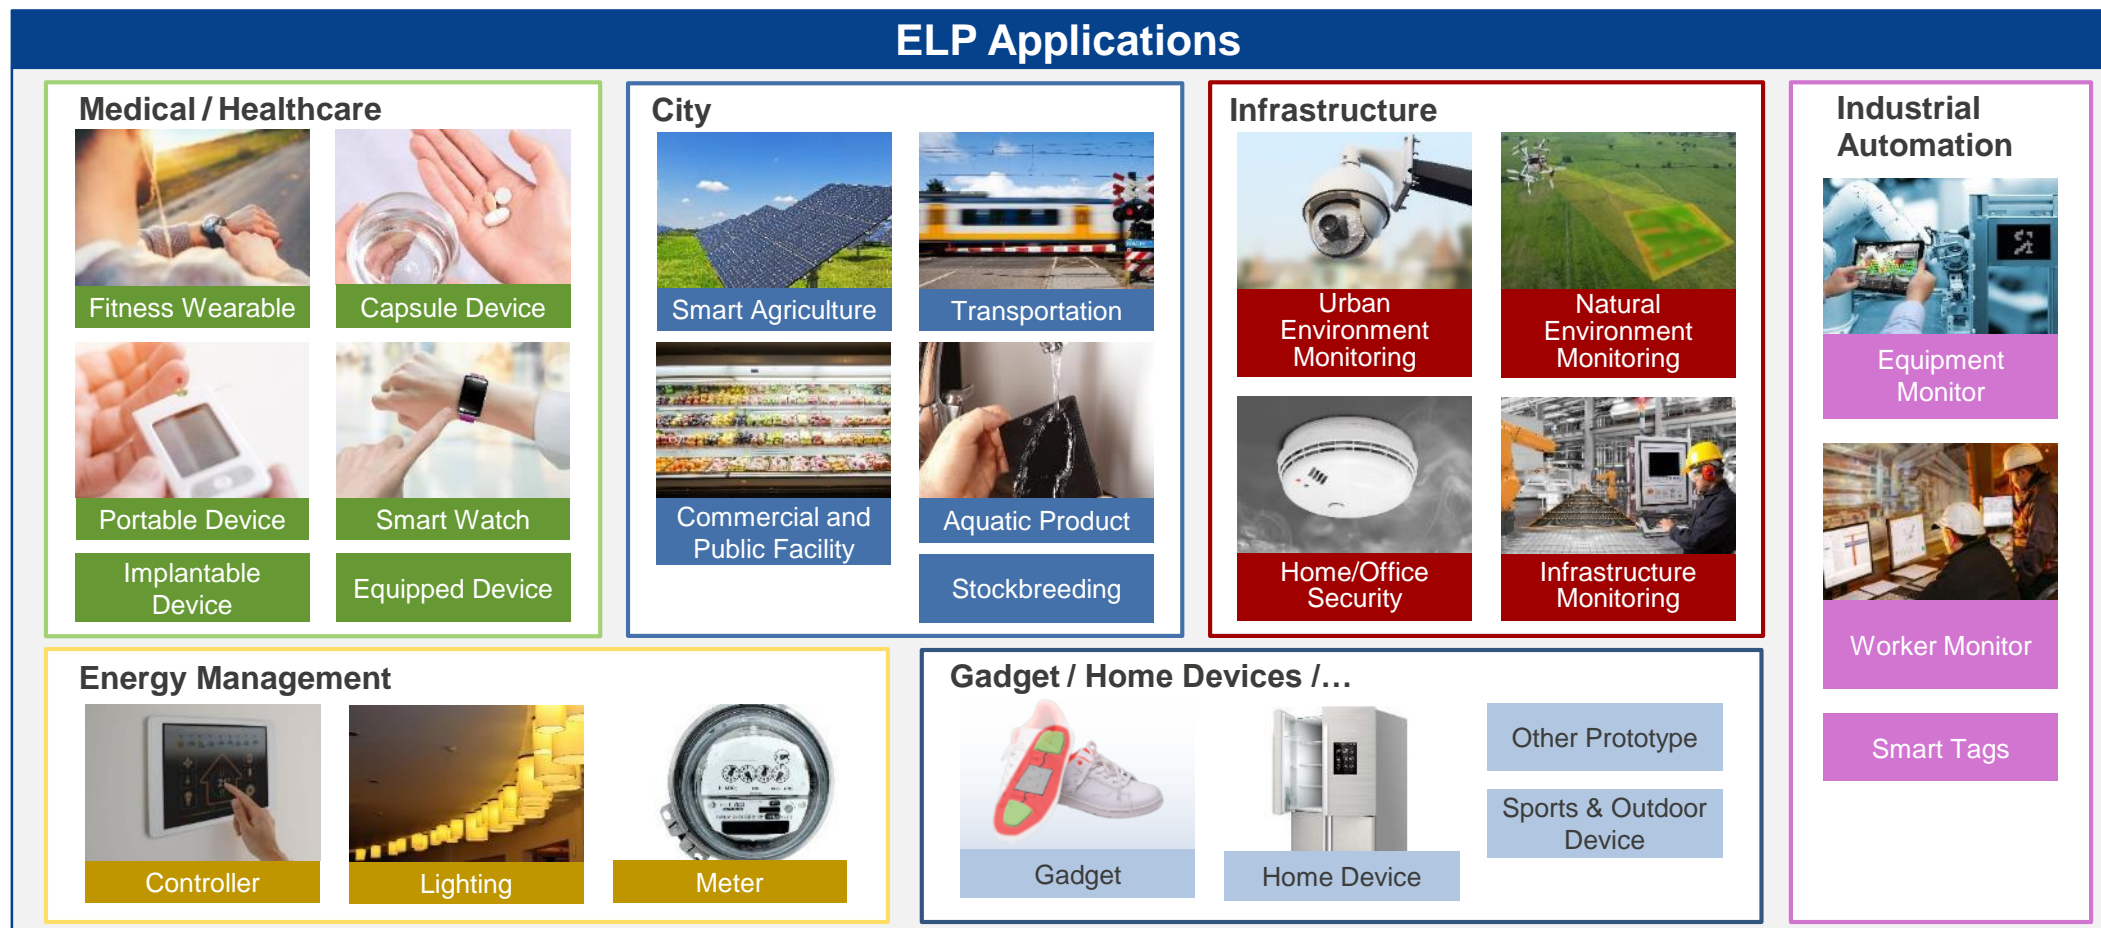 ELP Applications
Medical / Healthcare
Fitness Wearable
Capsule Device
Portable Device
Smart Watch
Implantable
Device
Equipped Device
City
Smart Agriculture
Transportation
Commercial and
Public Facility
Aquatic Product
Stockbreeding
Infrastructure
Urban
Environment
Monitoring
Natural
Environment
Monitoring
Home/Office
Security
Infrastructure
Monitoring
Industrial
Automation
Equipment
Monitor
Worker Monitor
Smart Tags
Energy Management
Controller
Lighting
Meter
Gadget / Home Devices /…
Gadget
Home Device
Other Prototype
Sports & Outdoor
Device